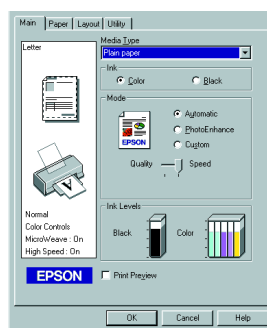 Main Paper Layout Utility
Letter
Media Type
Plain paper
Ink
Color Black
Mode
Automatic
PhotoEnhance
Custom
EPSON
Quality Speed
Normal
Color Controls
MicroWeave : On
High Speed : On
Ink Levels
Black Color
EPSON
Print Preview
OK Cancel Help